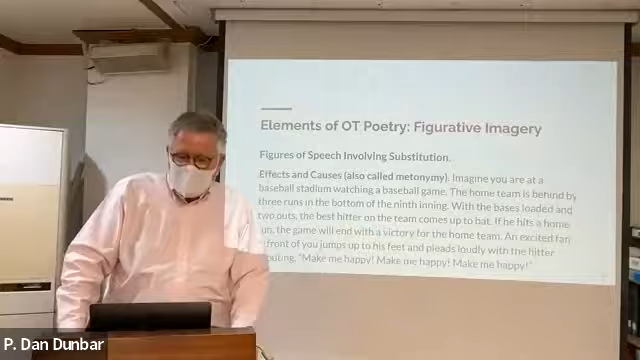 Elements of OT Poetry: Figurative Imagery
Figures of Speech Involving Substitution.
Effects and Causes (also called metonymy). Imagine you are at a
baseball stadium watching a baseball game. The home team is behind by
three runs in the bottom of the ninth inning. With the bases loaded and
two outs, the best hitter on the team comes up to bat. If he hits a home
run, the game will end with a victory for the home team. An excited fan
front of you jumps up to his feet and pleads loudly with the hitter
"Make me happy! Make me happy! Make me happy!"
P. Dan Dunbar